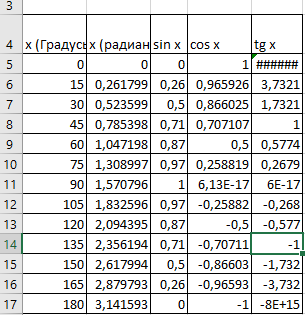 3
4 x (Градусы x (радиан sin x cos x tg x
5 0 0 0 1 ######
6 15 0,261799 0,26 0,965926 3,7321
7 30 0,523599 0,5 0,866025 1,7321
8 45 0,785398 0,71 0,707107 1
9 60 1,047198 0,87 0,5 0,5774
10 75 1,308997 0,97 0,258819 0,2679
11 90 1,570796 1 6,13E-17 6E-17
12 105 1,832596 0,97 -0,25882 -0,268
13 120 2,094395 0,87 -0,5 -0,577
14 135 2,356194 0,71 -0,70711 -1
15 150 2,617994 0,5 -0,86603 -1,732
16 165 2,879793 0,26 -0,96593 -3,732
17 180 3,141593 0 -1 -8E+15